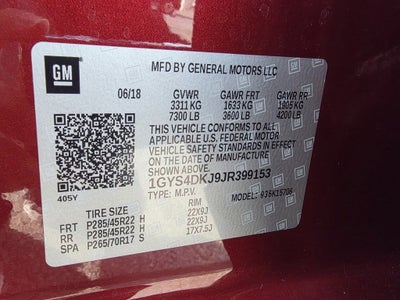 GM
MFD BY GENERAL MOTORS LLC
06/18
GVWR GAWR FRT GAWR RR
3311 KG 1633 KG 1905 KG
7300 LB 3600 LB 4200 LB
THIS VEHICLE CONFORMS TO ALL
APPLICABLE U.S. FEDERAL MOTOR
VEHICLE SAFETY STANDARDS IN EFFECT
ON THE DATE OF MANUFACTURE SHOWN ABOVE.
1GYS4DKJ9JR399153
TYPE: M.P.V. MODEL:
405Y
TIRE SIZE RIM
FRT P285/45R22 H 22X9J
RR P285/45R22 H 22X9J
SPA P265/70R17 S 17X7.5J